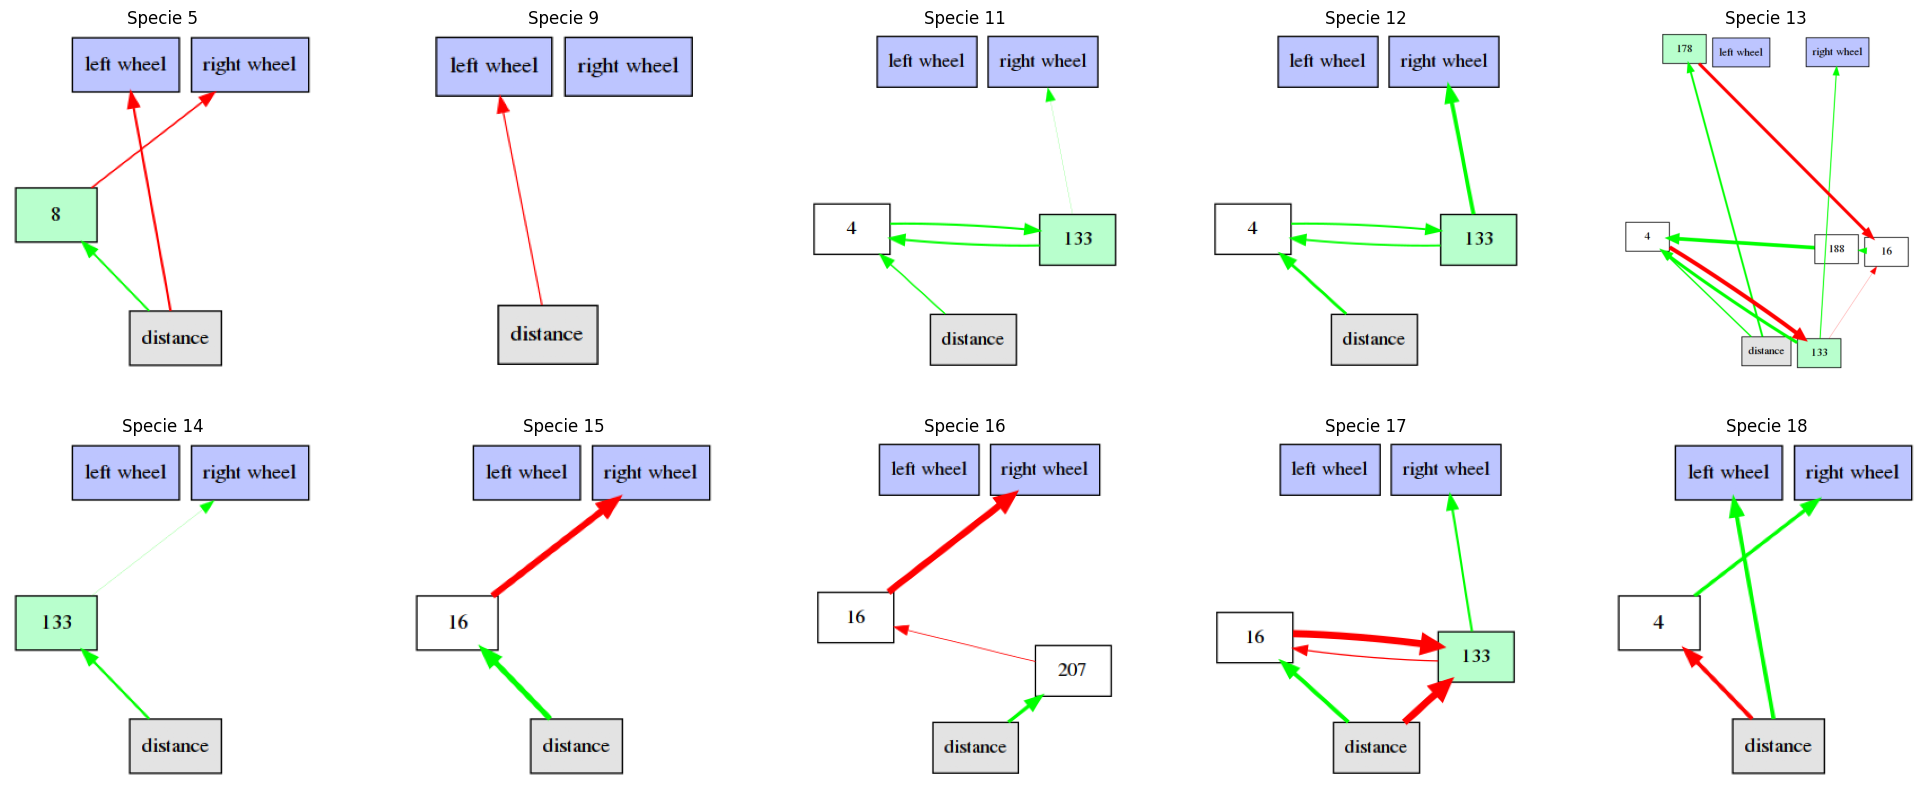 Specie 5
left wheel
right wheel
8
distance
Specie 9
left wheel
right wheel
distance
Specie 11
left wheel
right wheel
4
133
distance
Specie 12
left wheel
right wheel
4
133
distance
Specie 13
178
left wheel
right wheel
4
188
16
distance
133
Specie 14
left wheel
right wheel
133
distance
Specie 15
left wheel
right wheel
16
distance
Specie 16
left wheel
right wheel
16
207
distance
Specie 17
left wheel
right wheel
16
133
distance
Specie 18
left wheel
right wheel
4
distance